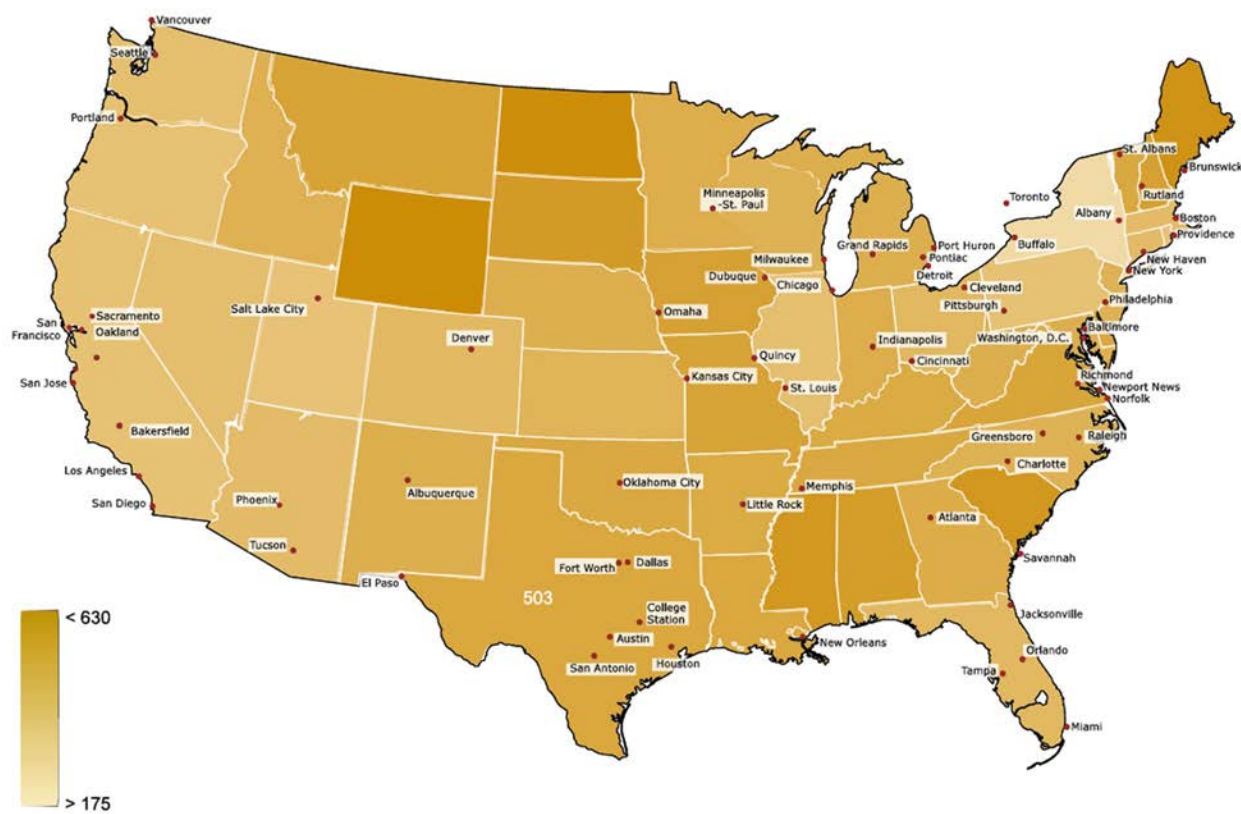 Vancouver
Seattle
Portland
Minneapolis
-St. Paul
St. Albans
Brunswick
Toronto
Rutland
Albany
Boston
Buffalo
Providence
Grand Rapids
Port Huron
Milwaukee
Pontiac
New Haven
Detroit
New York
Dubuque
Chicago
Cleveland
Salt Lake City
Pittsburgh
Philadelphia
Omaha
Sacramento
San
Francisco
Oakland
Baltimore
Denver
Indianapolis
Washington, D.C.
Quincy
Cincinnati
Kansas City
Richmond
San Jose
St. Louis
Newport News
Norfolk
Bakersfield
Greensboro
Raleigh
Los Angeles
Charlotte
Albuquerque
Oklahoma City
Memphis
Phoenix
San Diego
Little Rock
Atlanta
Tucson
Savannah
Fort Worth
Dallas
El Paso
503
College
Station
Jacksonville
< 630
Austin
New Orleans
San Antonio
Houston
Orlando
Tampa
Miami
> 175